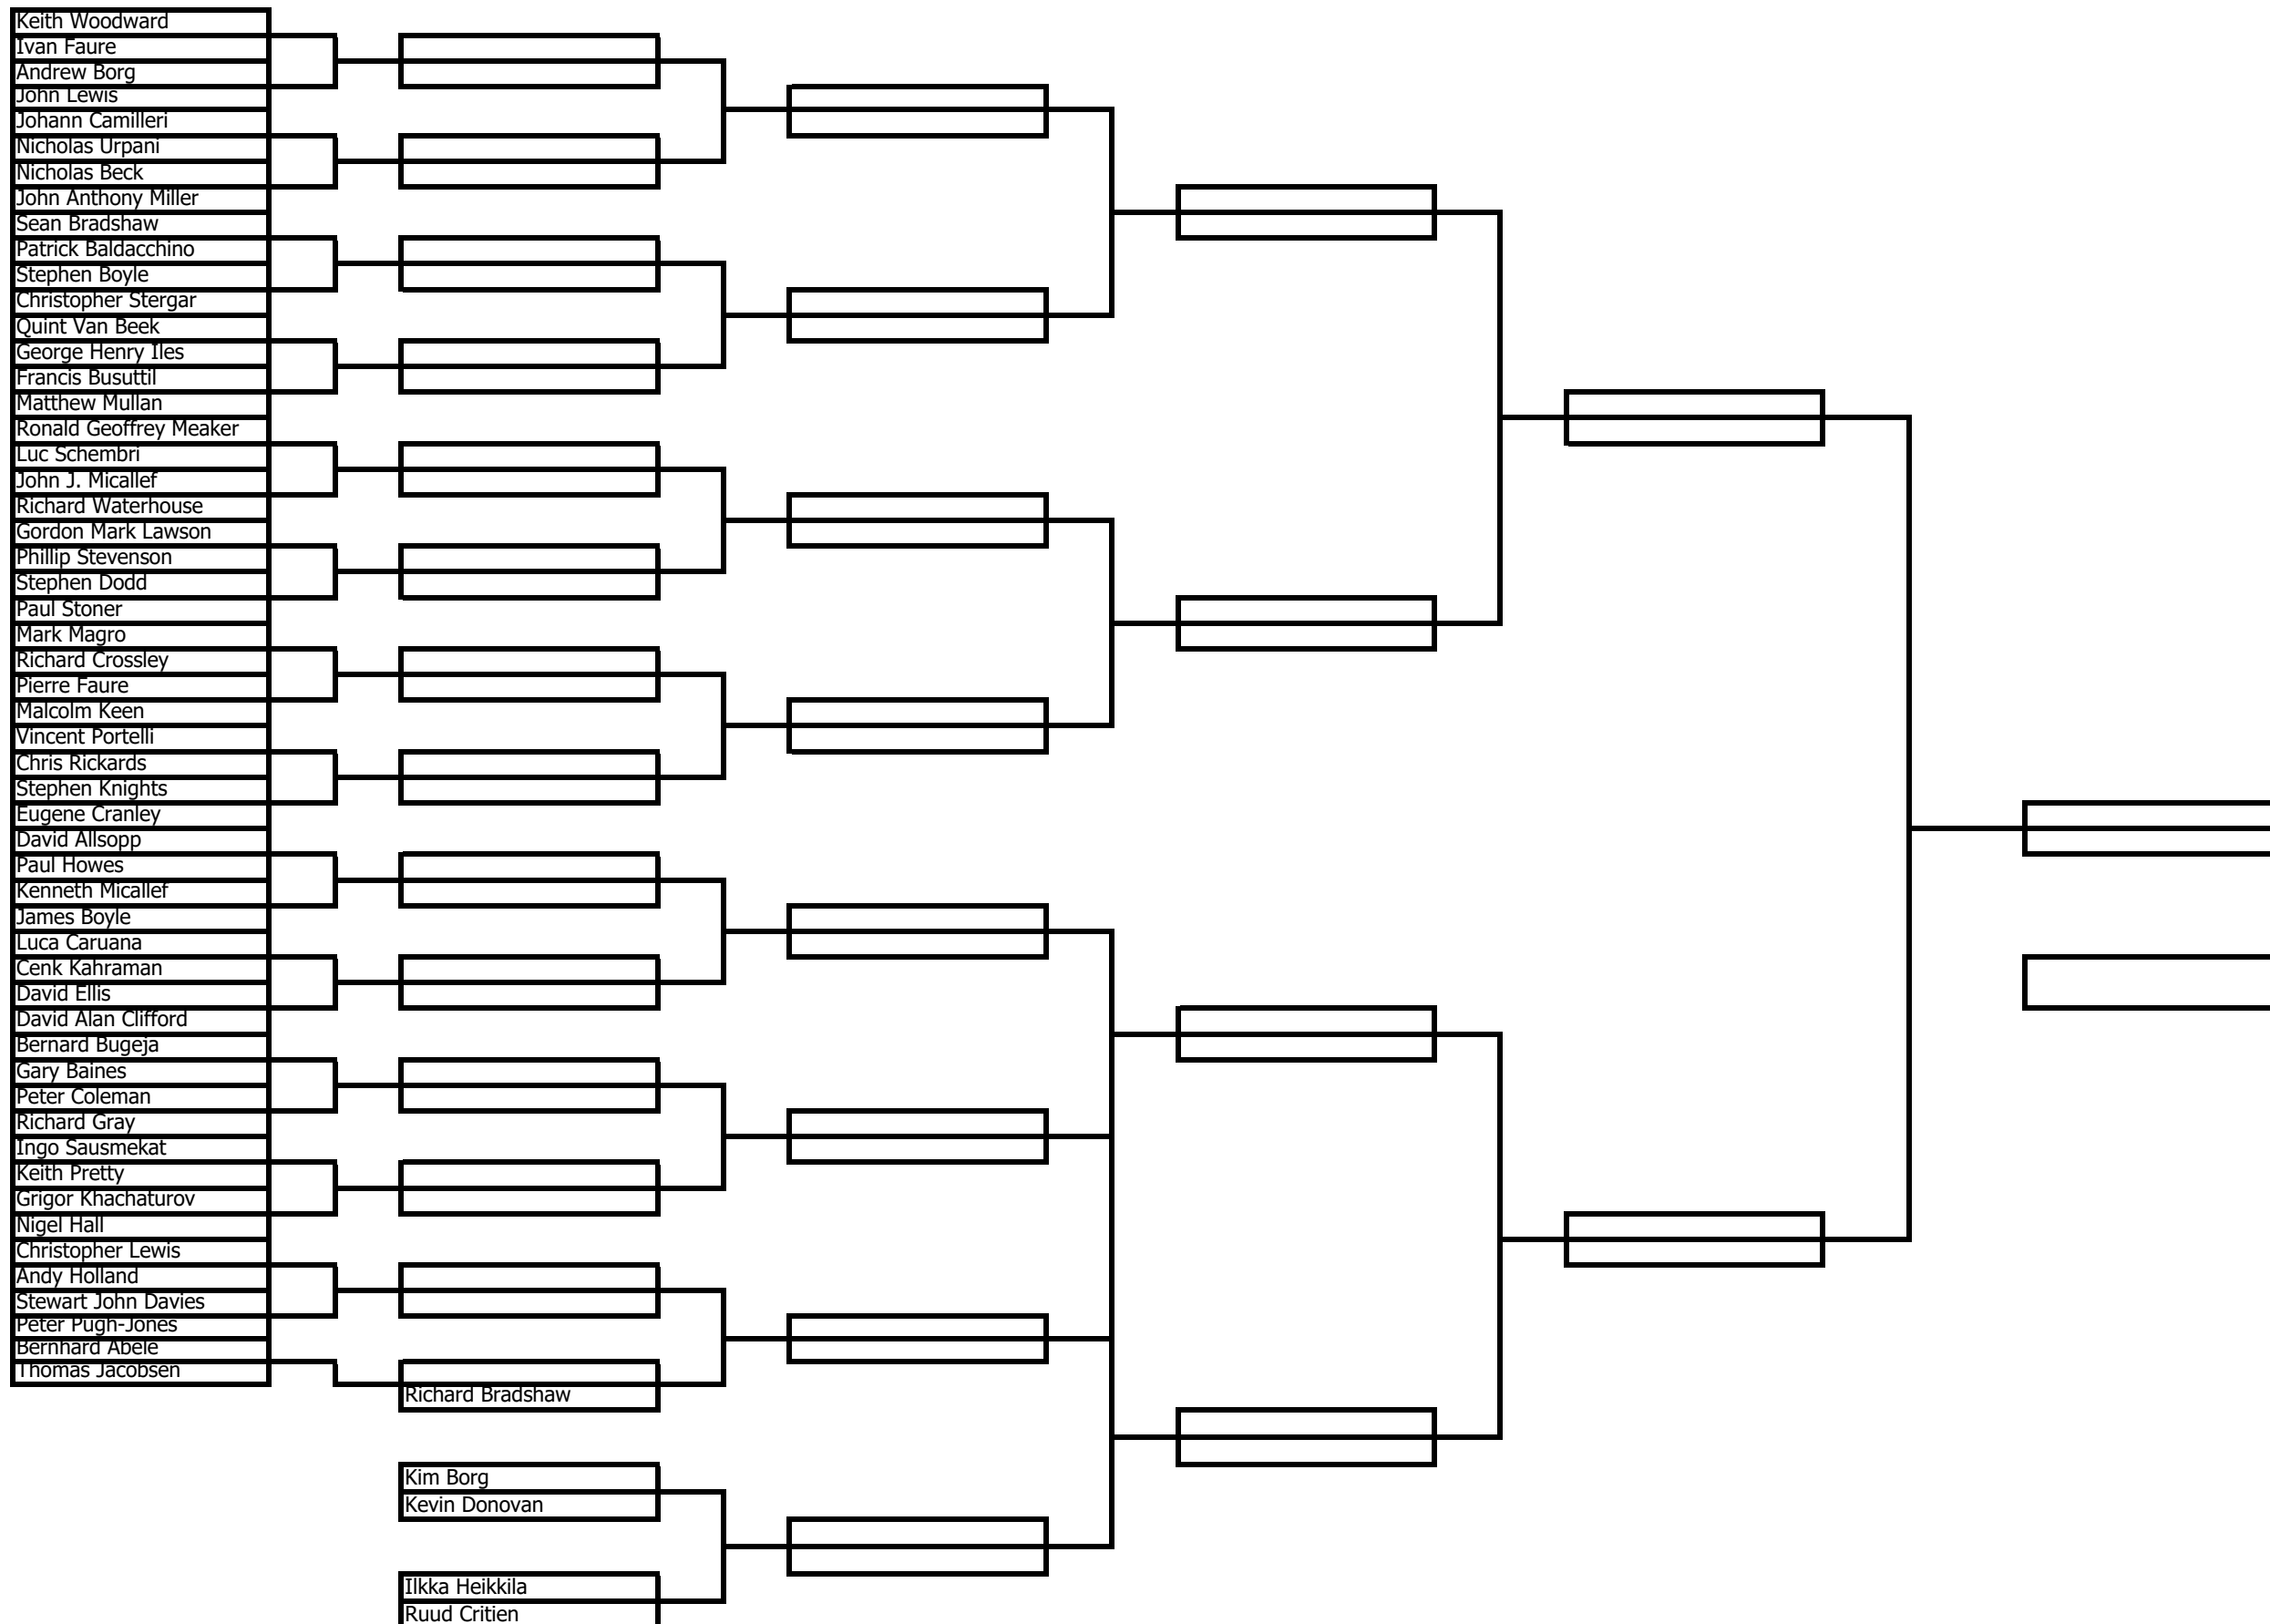 Keith Woodward
Ivan Faure
Andrew Borg
John Lewis
Johann Camilleri
Nicholas Urpani
Nicholas Beck
John Anthony Miller
Sean Bradshaw
Patrick Baldacchino
Stephen Boyle
Christopher Stergar
Quint Van Beek
George Henry Iles
Francis Busuttil
Matthew Mullan
Ronald Geoffrey Meaker
Luc Schembri
John J. Micallef
Richard Waterhouse
Gordon Mark Lawson
Phillip Stevenson
Stephen Dodd
Paul Stoner
Mark Magro
Richard Crossley
Pierre Faure
Malcolm Keen
Vincent Portelli
Chris Rickards
Stephen Knights
Eugene Cranley
David Allsopp
Paul Howes
Kenneth Micallef
James Boyle
Luca Caruana
Cenk Kahraman
David Ellis
David Alan Clifford
Bernard Bugeja
Gary Baines
Peter Coleman
Richard Gray
Ingo Sausmekat
Keith Pretty
Grigor Khachaturov
Nigel Hall
Christopher Lewis
Andy Holland
Stewart John Davies
Peter Pugh-Jones
Bernhard Abele
Thomas Jacobsen
Richard Bradshaw
Kim Borg
Kevin Donovan
Ilkka Heikkila
Ruud Critien